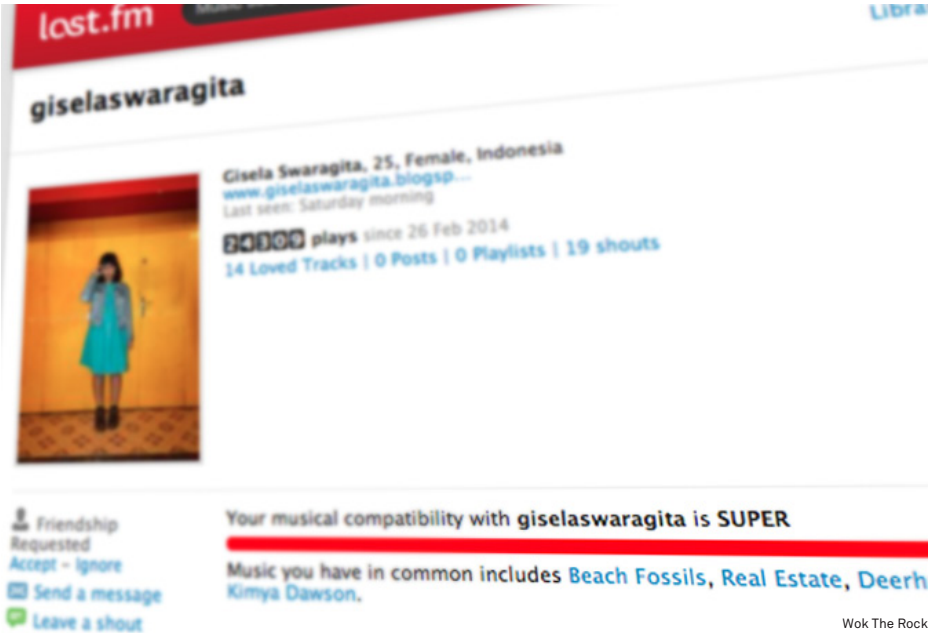 last.fm
Music
Libra
giselaswaragita
Gisela Swaragita, 25, Female, Indonesia
www.giselaswaragita.blogsp...
Last seen: Saturday morning
24309 plays since 26 Feb 2014
14 Loved Tracks | 0 Posts | 0 Playlists | 19 shouts
Friendship
Requested
Accept – Ignore
Send a message
Leave a shout
Your musical compatibility with giselaswaragita is SUPER
Music you have in common includes Beach Fossils, Real Estate, Deerh
Kimya Dawson.
Wok The Rock